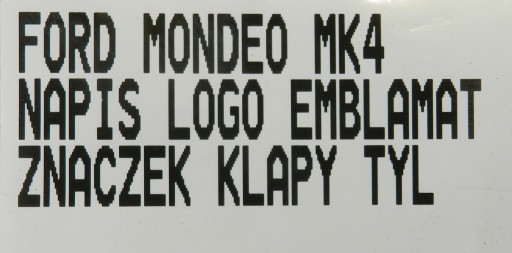 FORD MONDEO MK4
NAPIS LOGO EMBLAMAT
ZNACZEK KLAPY TYL